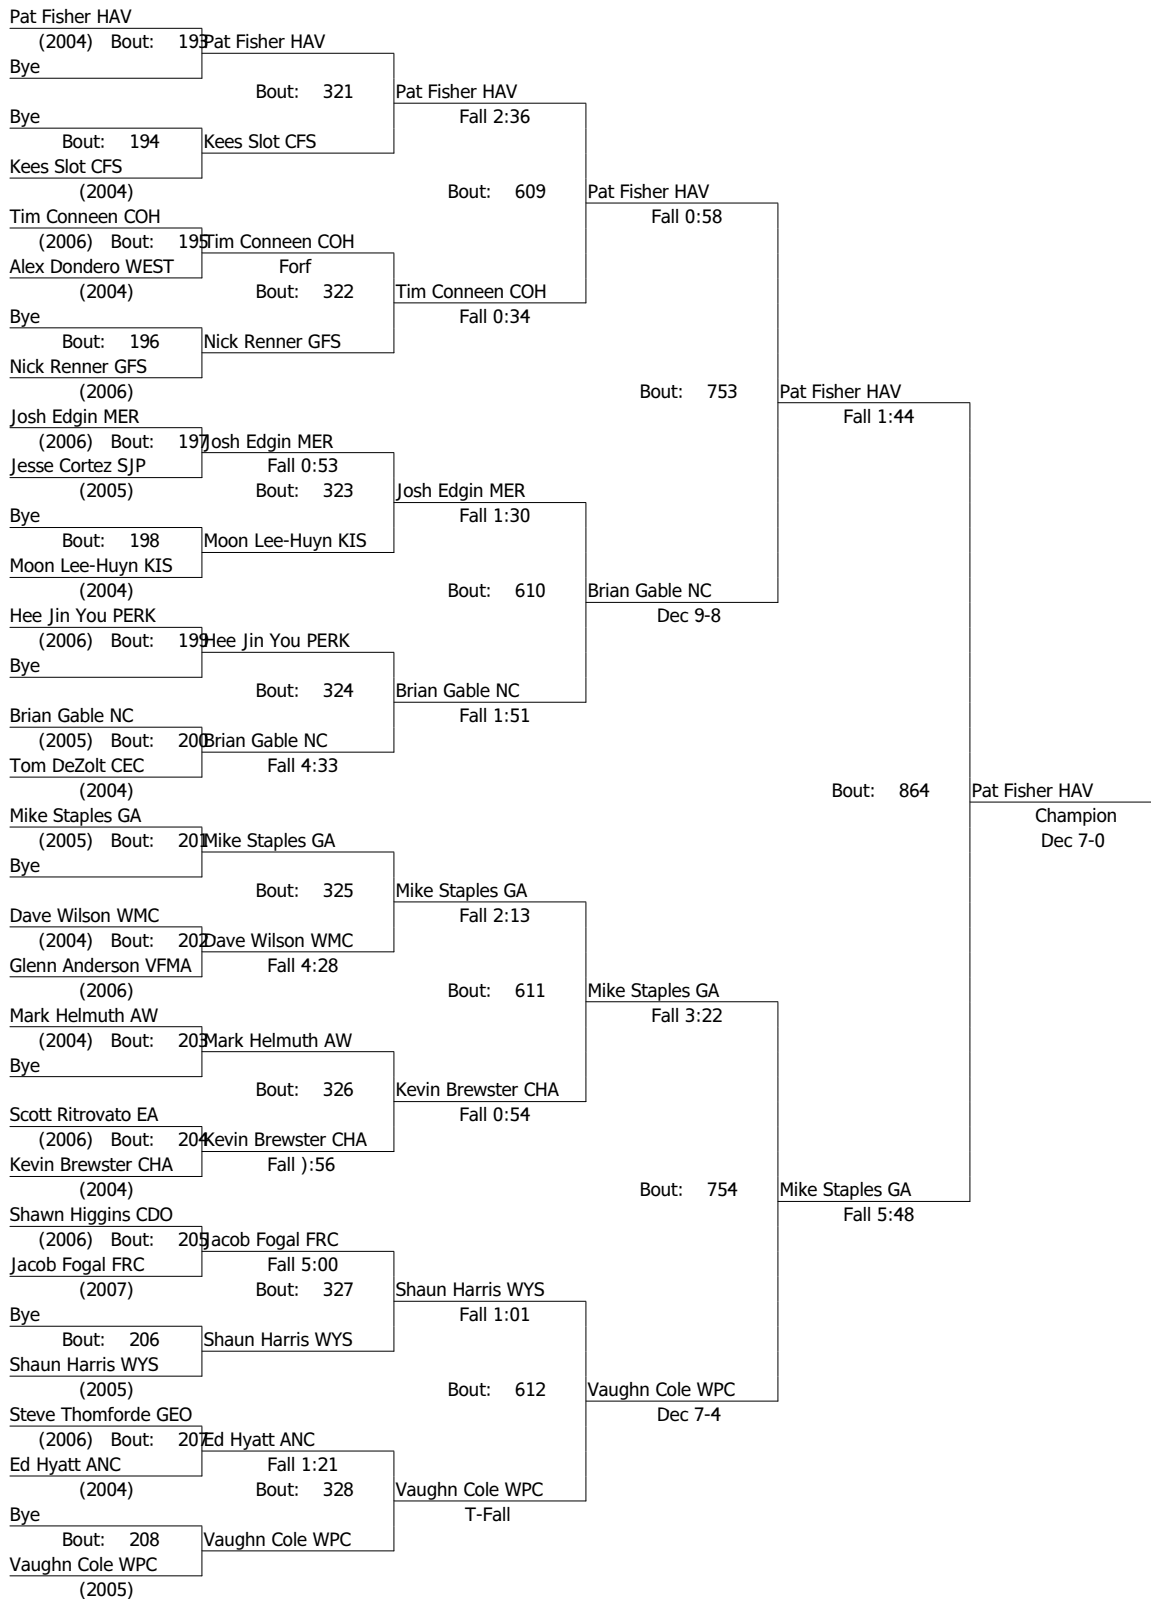 Pat Fisher HAV
(2004) Bout: 193 Pat Fisher HAV
Bye
Bout: 321 Pat Fisher HAV
Bye Fall 2:36
Bout: 194 Kees Slot CFS
Kees Slot CFS
(2004) Bout: 609 Pat Fisher HAV
Tim Conneen COH Fall 0:58
(2006) Bout: 195 Tim Conneen COH
Alex Dondero WEST Forf
(2004) Bout: 322 Tim Conneen COH
Bye Fall 0:34
Bout: 196 Nick Renner GFS
Nick Renner GFS
(2006) Bout: 753 Pat Fisher HAV
Josh Edgin MER Fall 1:44
(2006) Bout: 197 Josh Edgin MER
Jesse Cortez SJP Fall 0:53
(2005) Bout: 323 Josh Edgin MER
Bye Fall 1:30
Bout: 198 Moon Lee-Huyn KIS
Moon Lee-Huyn KIS
(2004) Bout: 610 Brian Gable NC
Hee Jin You PERK Dec 9-8
(2006) Bout: 199 Hee Jin You PERK
Bye
Bout: 324 Brian Gable NC
Brian Gable NC Fall 1:51
(2005) Bout: 200 Brian Gable NC
Tom DeZolt CEC Fall 4:33
(2004) Bout: 864 Pat Fisher HAV
Mike Staples GA Champion
(2005) Bout: 201 Mike Staples GA Dec 7-0
Bye
Bout: 325 Mike Staples GA
Dave Wilson WMC Fall 2:13
(2004) Bout: 202 Dave Wilson WMC
Glenn Anderson VFMA Fall 4:28
(2006) Bout: 611 Mike Staples GA
Mark Helmuth AW Fall 3:22
(2004) Bout: 203 Mark Helmuth AW
Bye
Bout: 326 Kevin Brewster CHA
Scott Ritrovato EA Fall 0:54
(2006) Bout: 204 Kevin Brewster CHA
Kevin Brewster CHA Fall ):56
(2004) Bout: 754 Mike Staples GA
Shawn Higgins CDO Fall 5:48
(2006) Bout: 205 Jacob Fogal FRC
Jacob Fogal FRC Fall 5:00
(2007) Bout: 327 Shaun Harris WYS
Bye Fall 1:01
Bout: 206 Shaun Harris WYS
Shaun Harris WYS
(2005) Bout: 612 Vaughn Cole WPC
Steve Thomforde GEO Dec 7-4
(2006) Bout: 207 Ed Hyatt ANC
Ed Hyatt ANC Fall 1:21
(2004) Bout: 328 Vaughn Cole WPC
Bye T-Fall
Bout: 208 Vaughn Cole WPC
Vaughn Cole WPC
(2005)